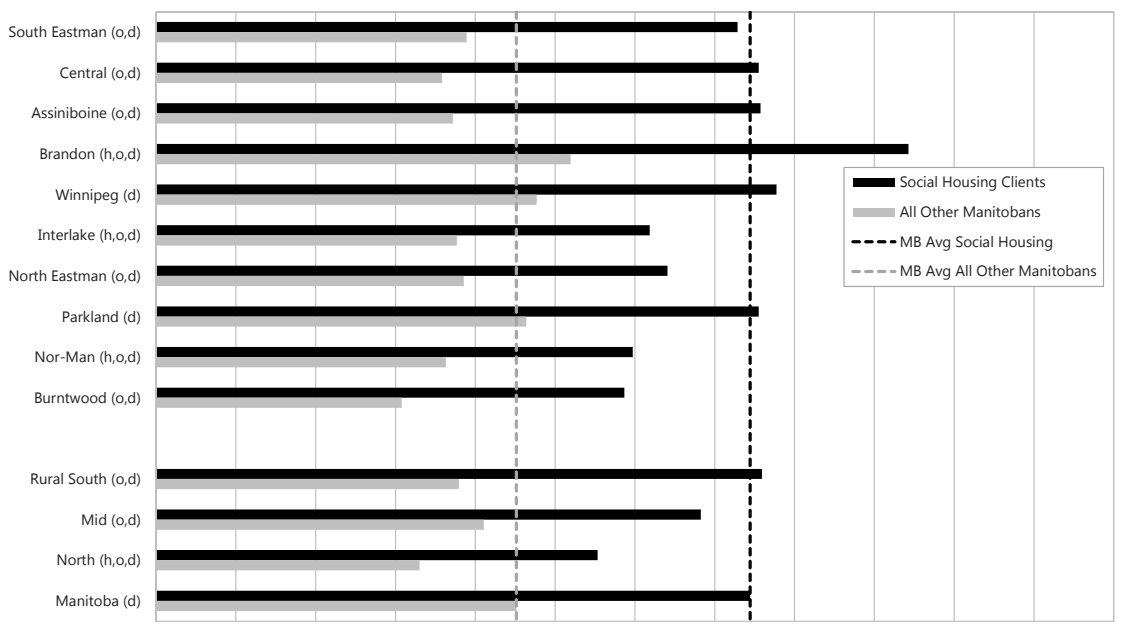 South Eastman (o,d)
Central (o,d)
Assiniboine (o,d)
Brandon (h,o,d)
Winnipeg (d)
Interlake (h,o,d)
North Eastman (o,d)
Parkland (d)
Nor-Man (h,o,d)
Burntwood (o,d)
Rural South (o,d)
Mid (o,d)
North (h,o,d)
Manitoba (d)
Social Housing Clients
All Other Manitobans
MB Avg Social Housing
MB Avg All Other Manitobans